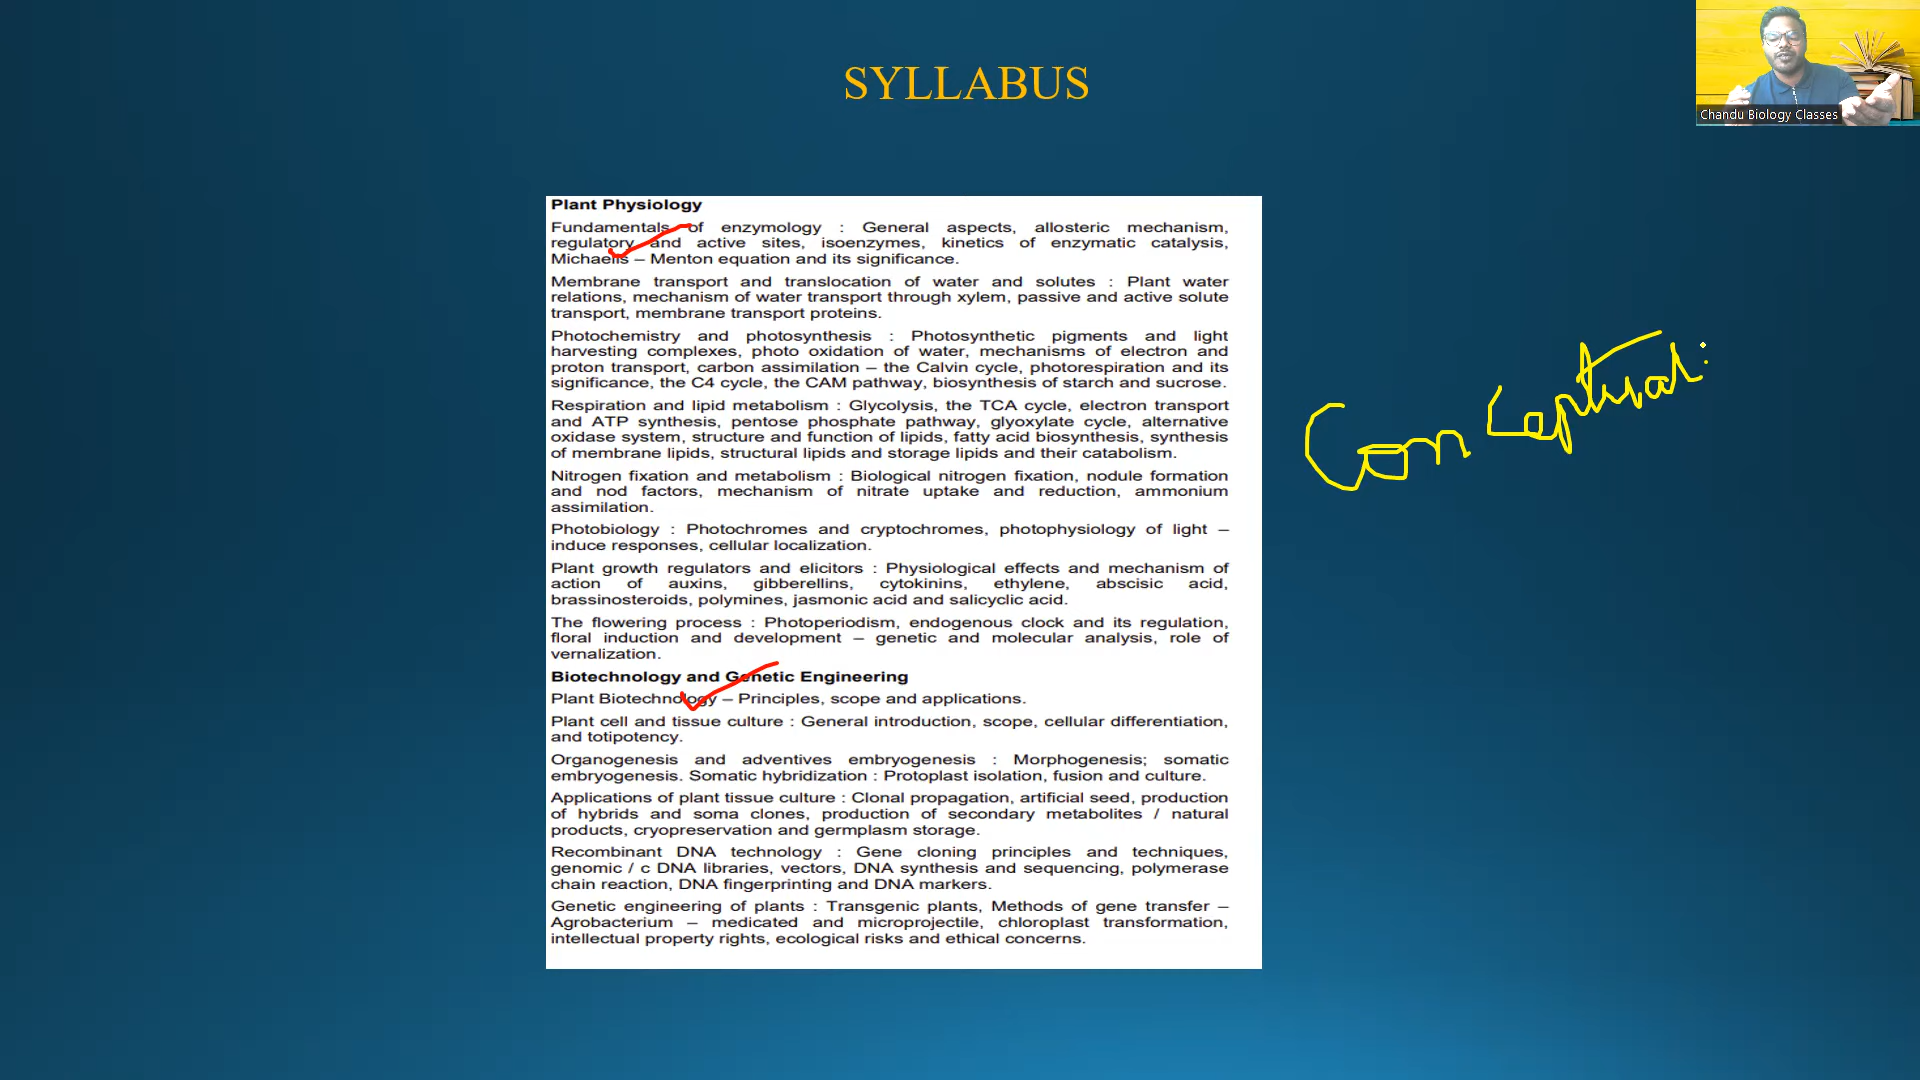 SYLLABUS
Chandu Biology Classes
Plant Physiology
Fundamentals of enzymology : General aspects, allosteric mechanism,
regulatory and active sites, isoenzymes, kinetics of enzymatic catalysis,
Michaelis – Menton equation and its significance.
Membrane transport and translocation of water and solutes : Plant water
relations, mechanism of water transport through xylem, passive and active solute
transport, membrane transport proteins.
Photochemistry and photosynthesis : Photosynthetic pigments and light
harvesting complexes, photo oxidation of water, mechanisms of electron and
proton transport, carbon assimilation – the Calvin cycle, photorespiration and its
significance, the C4 cycle, the CAM pathway, biosynthesis of starch and sucrose.
Respiration and lipid metabolism : Glycolysis, the TCA cycle, electron transport
and ATP synthesis, pentose phosphate pathway, glyoxylate cycle, alternative
oxidase system, structure and function of lipids, fatty acid biosynthesis, synthesis
of membrane lipids, structural lipids and storage lipids and their catabolism.
Nitrogen fixation and metabolism : Biological nitrogen fixation, nodule formation
and nod factors, mechanism of nitrate uptake and reduction, ammonium
assimilation.
Photobiology : Photochromes and cryptochromes, photophysiology of light –
induce responses, cellular localization.
Plant growth regulators and elicitors : Physiological effects and mechanism of
action of auxins, gibberellins, cytokinins, ethylene, abscisic acid,
brassinosteroids, polymines, jasmonic acid and salicyclic acid.
The flowering process : Photoperiodism, endogenous clock and its regulation,
floral induction and development – genetic and molecular analysis, role of
vernalization.
Biotechnology and Genetic Engineering
Plant Biotechnology – Principles, scope and applications.
Plant cell and tissue culture : General introduction, scope, cellular differentiation,
and totipotency.
Organogenesis and adventives embryogenesis : Morphogenesis; somatic
embryogenesis. Somatic hybridization : Protoplast isolation, fusion and culture.
Applications of plant tissue culture : Clonal propagation, artificial seed, production
of hybrids and soma clones, production of secondary metabolites / natural
products, cryopreservation and germplasm storage.
Recombinant DNA technology : Gene cloning principles and techniques,
genomic / c DNA libraries, vectors, DNA synthesis and sequencing, polymerase
chain reaction, DNA fingerprinting and DNA markers.
Genetic engineering of plants : Transgenic plants, Methods of gene transfer –
Agrobacterium – medicated and microprojectile, chloroplast transformation,
intellectual property rights, ecological risks and ethical concerns.
Conceptual :